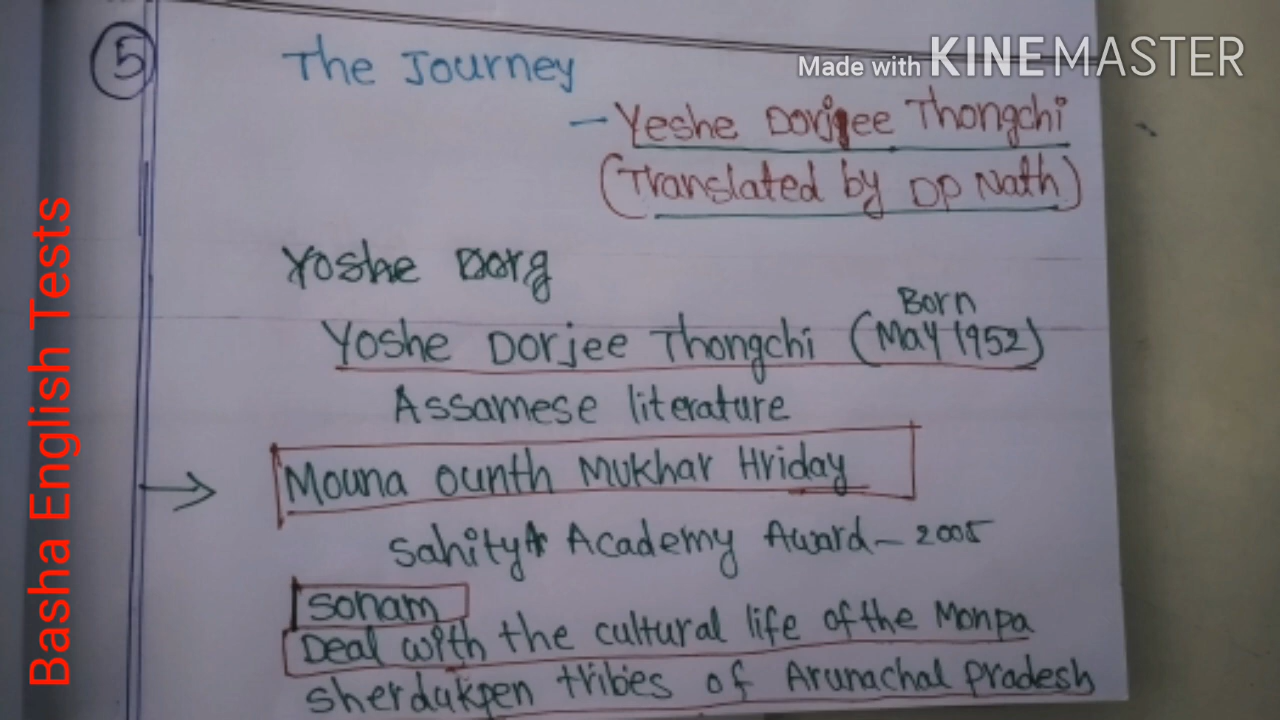 5
The Journey
Made with KINEMASTER
- Yeshe Dorjee Thongchi
(Translated by DP Nath)
Yoshe Dorg
Born
Yoshe Dorjee Thongchi (May 1952)
Assamese literature
→ Mouna ounth Mukhar Hriday
Sahitya Academy Award - 2005
Sonam
Deal with the cultural life of the Monpa
Sherdukpen tribes of Arunachal Pradesh
Basha English Tests